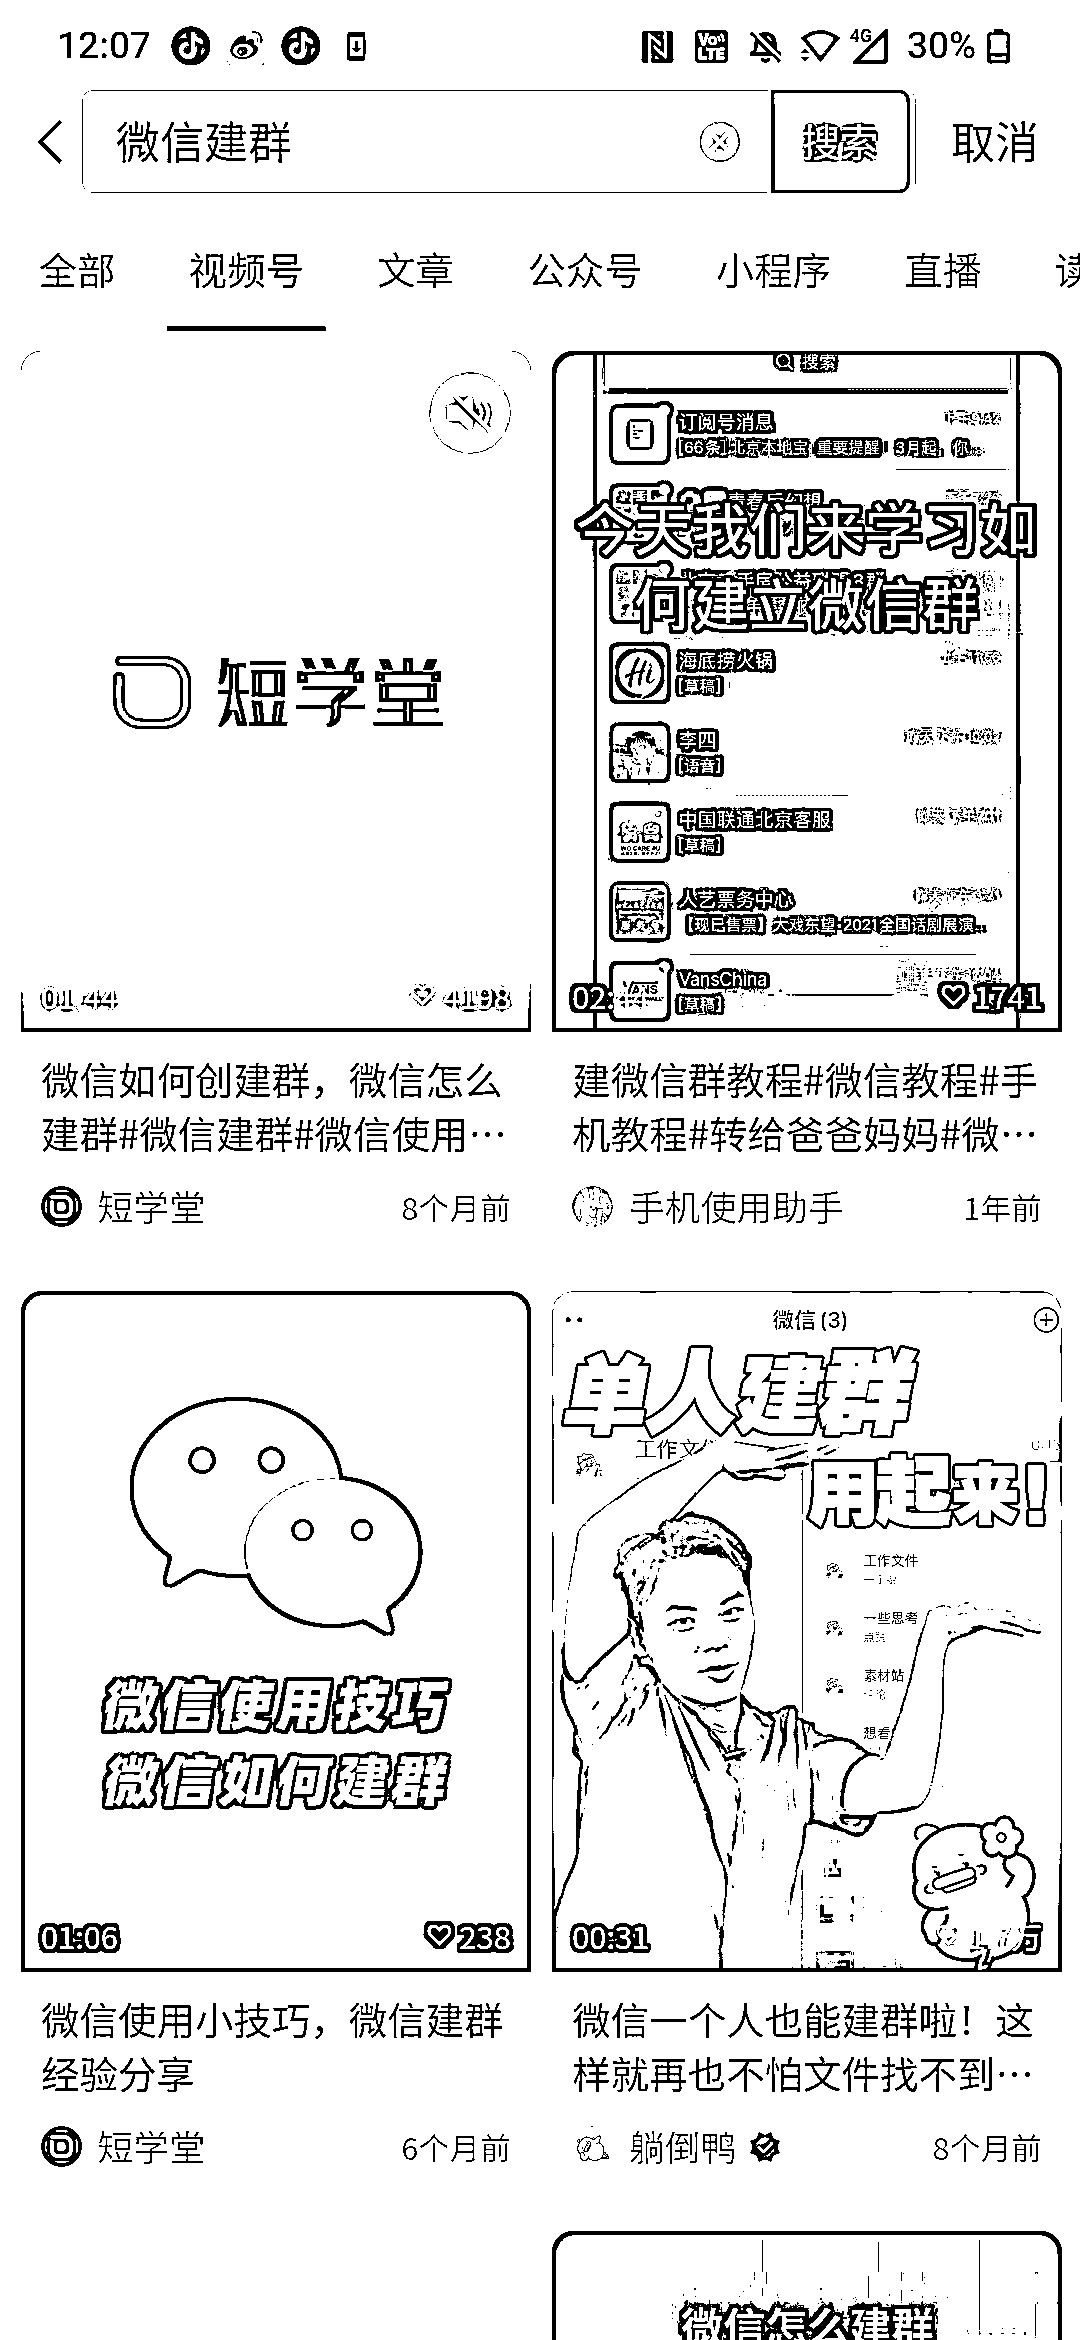 12:07
Vo LTE 4G 30%
微信建群
搜索
取消
全部 视频号 文章 公众号 小程序 直播 读
搜索
订阅号消息
[66条]北京本地宝:重要提醒！3月起，你...
今天我们来学习如
何建立微信群
海底捞火锅
[草稿]
李四
[语音]
中国联通北京客服
[草稿]
人艺票务中心
【现已售票】大戏东望·2021全国话剧展演...
VansChina
[草稿]
短学堂
01:44 4198
02: 1741
微信如何创建群，微信怎么
建群#微信建群#微信使用…
短学堂 8个月前
建微信群教程#微信教程#手
机教程#转给爸爸妈妈#微…
手机使用助手 1年前
微信使用技巧
微信如何建群
01:06 238
微信(3)
单人建群
工作文
用起来!
工作文件
一些思考
素材站
想看
00:31 万
微信使用小技巧，微信建群
经验分享
短学堂 6个月前
微信一个人也能建群啦！这
样就再也不怕文件找不到…
躺倒鸭 8个月前
微信怎么建群